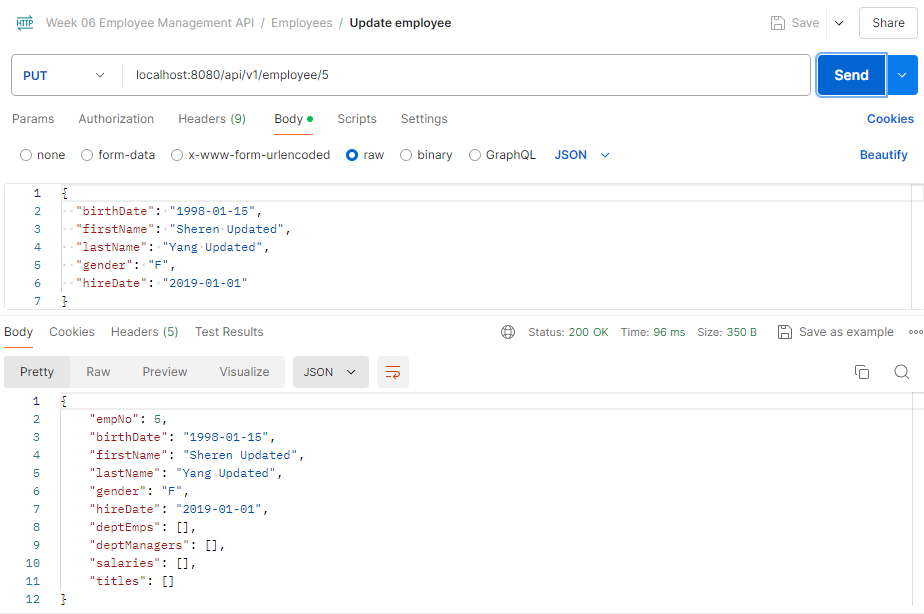 HTTP Week 06 Employee Management API / Employees / Update employee Save Share
PUT localhost:8080/api/v1/employee/5 Send
Params Authorization Headers (9) Body Scripts Settings Cookies
none form-data x-www-form-urlencoded raw binary GraphQL JSON Beautify
1 {
2 "birthDate": "1998-01-15",
3 "firstName": "Sheren Updated",
4 "lastName": "Yang Updated",
5 "gender": "F",
6 "hireDate": "2019-01-01"
7 }
Body Cookies Headers (5) Test Results Status: 200 OK Time: 96 ms Size: 350 B Save as example
Pretty Raw Preview Visualize JSON
1 {
2 "empNo": 5,
3 "birthDate": "1998-01-15",
4 "firstName": "Sheren Updated",
5 "lastName": "Yang Updated",
6 "gender": "F",
7 "hireDate": "2019-01-01",
8 "deptEmps": [],
9 "deptManagers": [],
10 "salaries": [],
11 "titles": []
12 }